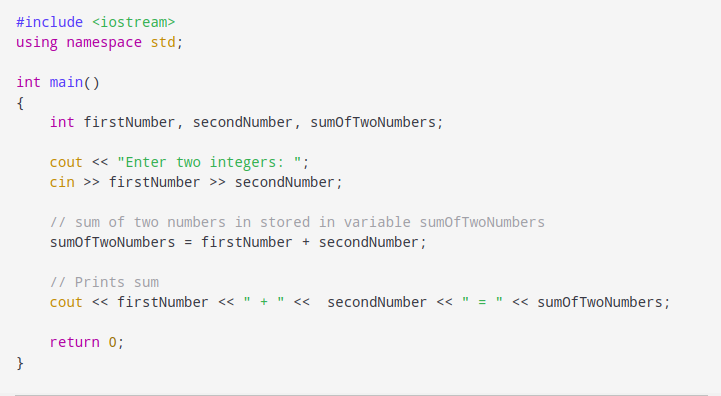 #include <iostream>
using namespace std;
int main()
{
    int firstNumber, secondNumber, sumOfTwoNumbers;
    cout << "Enter two integers: ";
    cin >> firstNumber >> secondNumber;
    // sum of two numbers in stored in variable sumOfTwoNumbers
    sumOfTwoNumbers = firstNumber + secondNumber;
    // Prints sum
    cout << firstNumber << " + " <<  secondNumber << " = " << sumOfTwoNumbers;
    return 0;
}